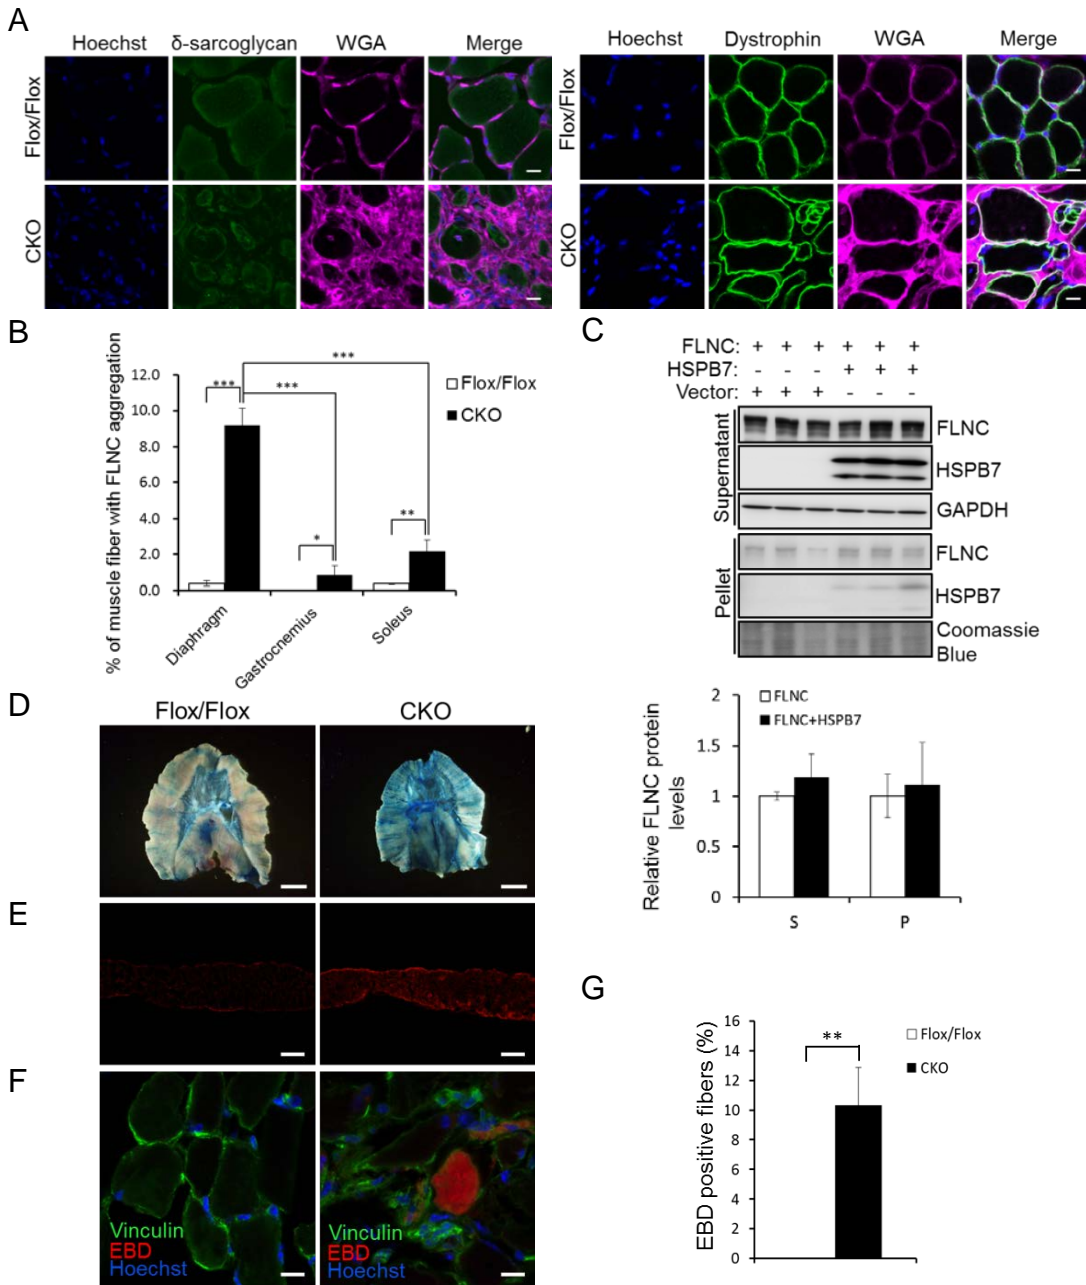 A
Hoechst δ-sarcoglycan WGA Merge
Flox/Flox
CKO
Hoechst Dystrophin WGA Merge
Flox/Flox
CKO
B
% of muscle fiber with FLNC aggregation
12.0
10.0
8.0
6.0
4.0
2.0
0.0
***
***
***
*
**
Flox/Flox
CKO
Diaphragm
Gastrocnemius
Soleus
C
FLNC: + + + + + +
HSPB7: - - - + + +
Vector: + + + - - -
Supernatant
FLNC
HSPB7
GAPDH
Pellet
FLNC
HSPB7
Coomassie
Blue
Relative FLNC protein
levels
2
1.5
1
0.5
0
FLNC
FLNC+HSPB7
S P
D
Flox/Flox CKO
E
F
Vinculin
EBD
Hoechst
Vinculin
EBD
Hoechst
G
EBD positive fibers (%)
16
14
12
10
8
6
4
2
0
**
Flox/Flox
CKO